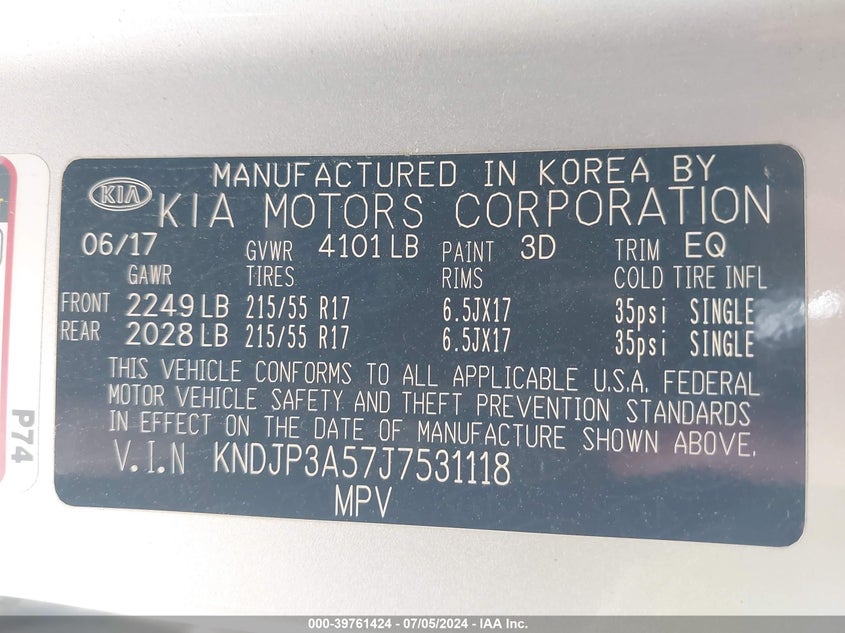 MANUFACTURED IN KOREA BY
KIA KIA MOTORS CORPORATION
06/17 GVWR 4101 LB PAINT 3D TRIM EQ
GAWR TIRES RIMS COLD TIRE INFL
FRONT 2249 LB 215/55 R17 6.5JX17 35psi SINGLE
REAR 2028 LB 215/55 R17 6.5JX17 35psi SINGLE
THIS VEHICLE CONFORMS TO ALL APPLICABLE U.S.A. FEDERAL
MOTOR VEHICLE SAFETY AND THEFT PREVENTION STANDARDS
IN EFFECT ON THE DATE OF MANUFACTURE SHOWN ABOVE.
V.I.N KNDJP3A57J7531118
MPV
P74
000-39761424 - 07/05/2024 - IAA Inc.